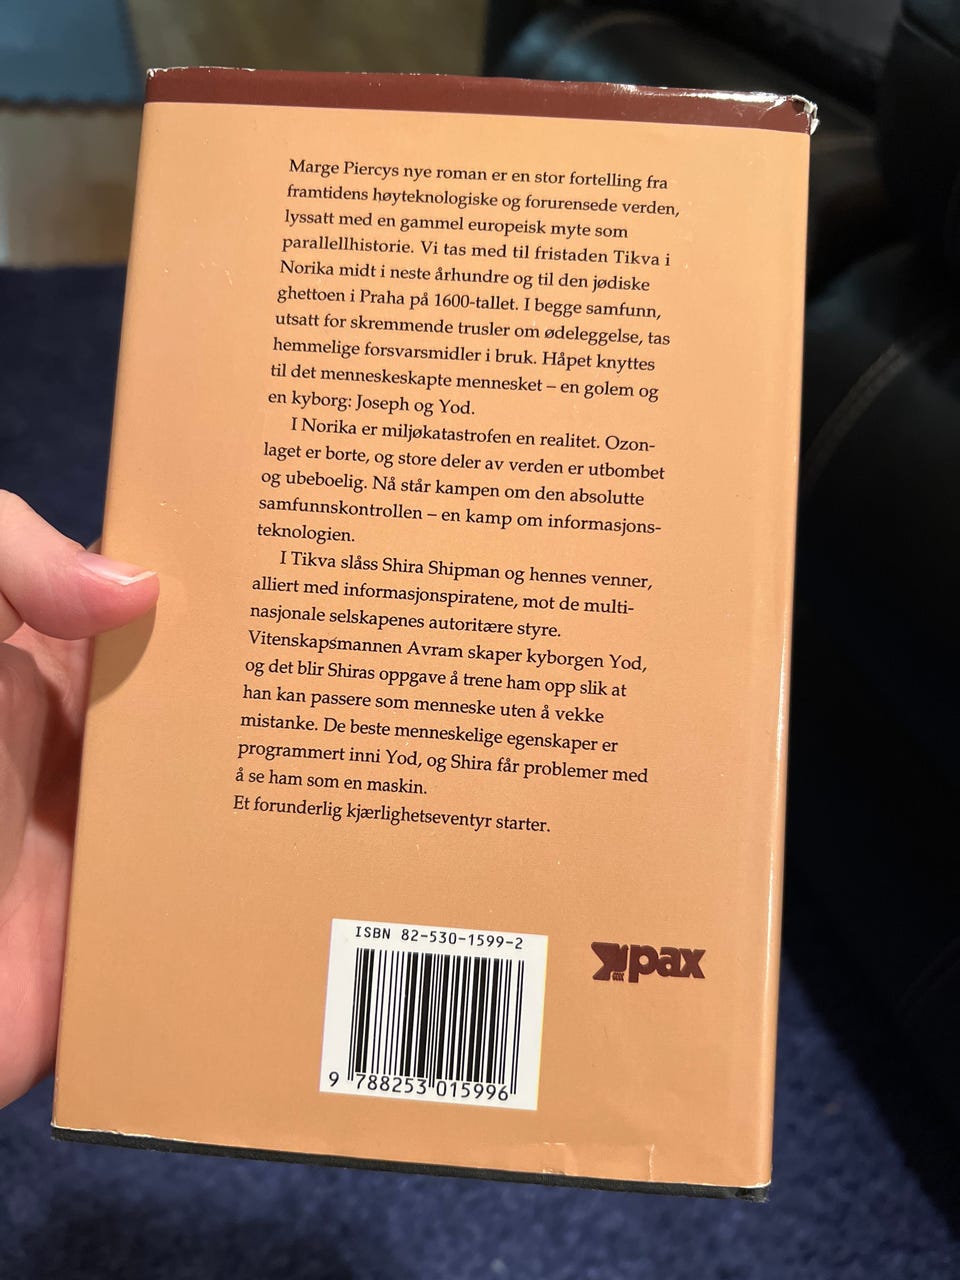 Marge Piercys nye roman er en stor fortelling fra
framtidens høyteknologiske og forurensede verden,
lyssatt med en gammel europeisk myte som
parallellhistorie. Vi tas med til fristaden Tikva i
Norika midt i neste århundre og til den jødiske
ghettoen i Praha på 1600-tallet. I begge samfunn,
utsatt for skremmende trusler om ødeleggelse, tas
hemmelige forsvarsmidler i bruk. Håpet knyttes
til det menneskeskapte mennesket – en golem og
en kyborg: Joseph og Yod.
I Norika er miljøkatastrofen en realitet. Ozon-
laget er borte, og store deler av verden er utbombet
og ubeboelig. Nå står kampen om den absolutte
samfunnskontrollen – en kamp om informasjons-
teknologien.
I Tikva slåss Shira Shipman og hennes venner,
alliert med informasjonspiratene, mot de multi-
nasjonale selskapenes autoritære styre.
Vitenskapsmannen Avram skaper kyborgen Yod,
og det blir Shiras oppgave å trene ham opp slik at
han kan passere som menneske uten å vekke
mistanke. De beste menneskelige egenskaper er
programmert inni Yod, og Shira får problemer med
å se ham som en maskin.
Et forunderlig kjærlighetseventyr starter.
ISBN 82-530-1599-2
9 788253 015996
pax